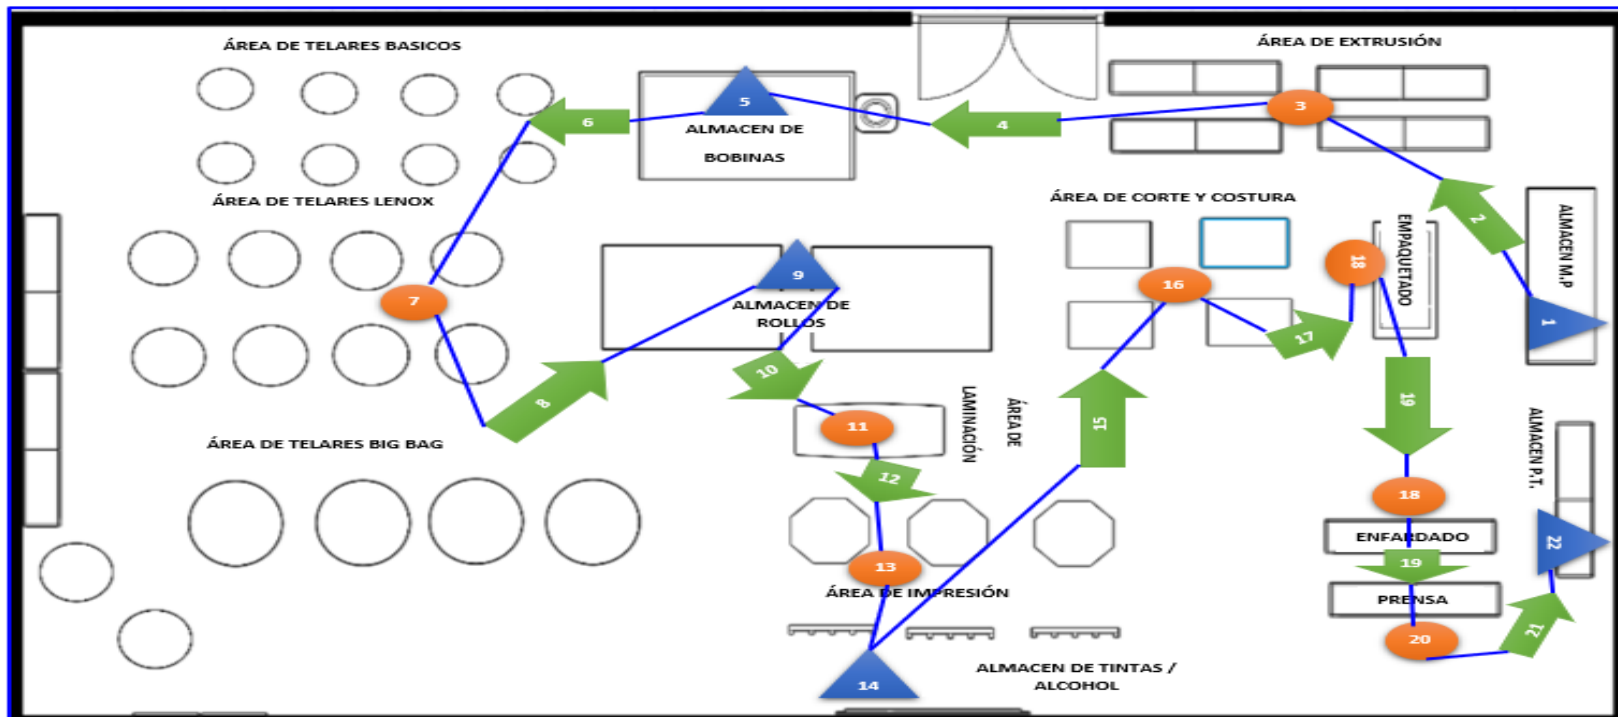 ÁREA DE TELARES BASICOS
ÁREA DE EXTRUSIÓN
5
3
6
4
ALMACEN DE
BOBINAS
ÁREA DE TELARES LENOX
ÁREA DE CORTE Y COSTURA
2
ALMACEN M.P
EMPAQUETADO
18
9
16
7
ALMACEN DE
ROLLOS
1
17
10
8
11
LAMINACIÓN
ÁREA DE
15
19
ALMACEN P.T.
ÁREA DE TELARES BIG BAG
12
18
ENFARDADO
22
19
13
ÁREA DE IMPRESIÓN
PRENSA
21
20
14
ALMACEN DE TINTAS /
ALCOHOL